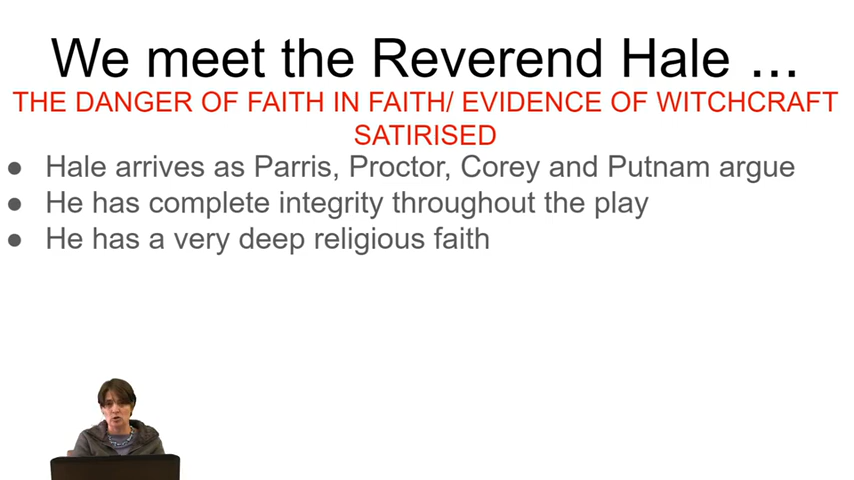 We meet the Reverend Hale ...
THE DANGER OF FAITH IN FAITH/ EVIDENCE OF WITCHCRAFT
SATIRISED
● Hale arrives as Parris, Proctor, Corey and Putnam argue
● He has complete integrity throughout the play
● He has a very deep religious faith